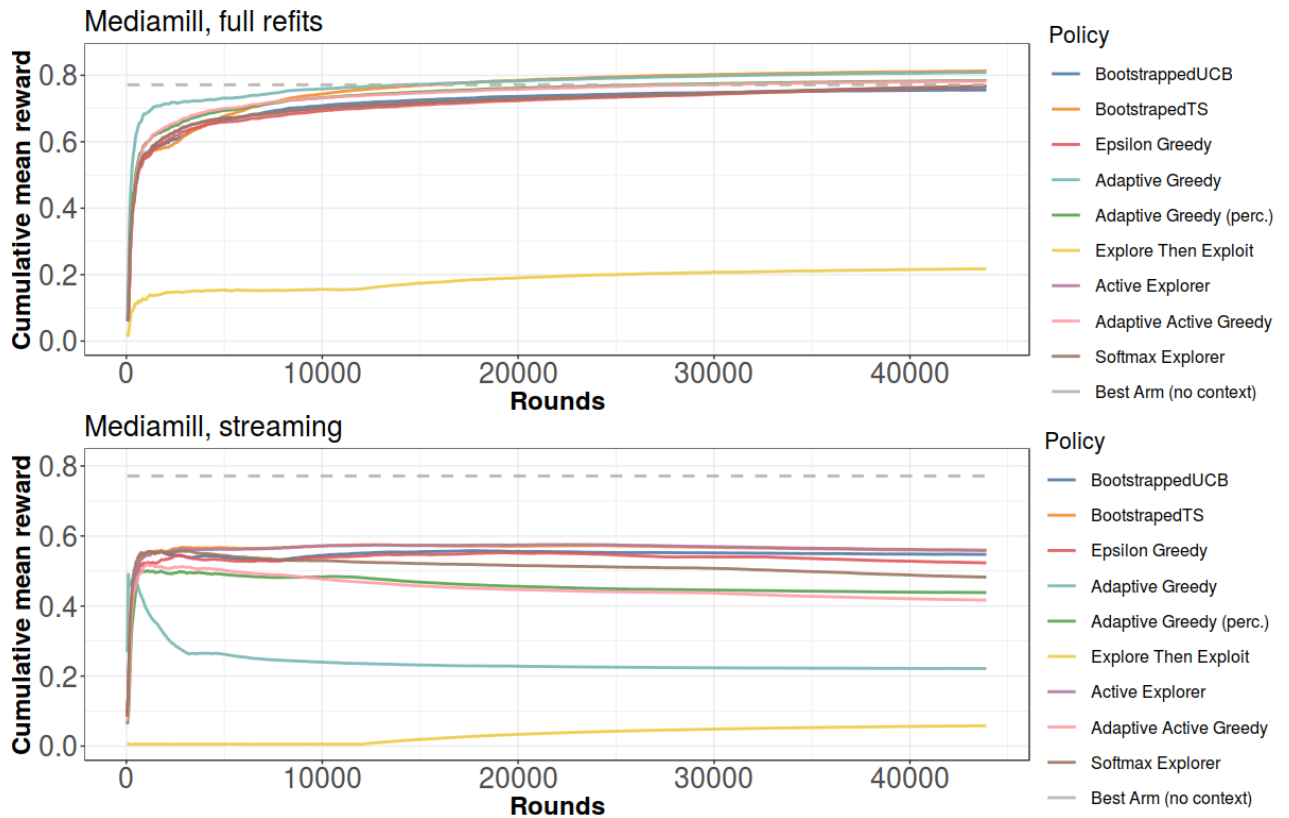 Mediamill, full refits
Cumulative mean reward
0.8
0.6
0.4
0.2
0.0
0
10000
20000
30000
40000
Rounds
Policy
BootstrappedUCB
BootstrapedTS
Epsilon Greedy
Adaptive Greedy
Adaptive Greedy (perc.)
Explore Then Exploit
Active Explorer
Adaptive Active Greedy
Softmax Explorer
Best Arm (no context)
Mediamill, streaming
Cumulative mean reward
0.8
0.6
0.4
0.2
0.0
0
10000
20000
30000
40000
Rounds
Policy
BootstrappedUCB
BootstrapedTS
Epsilon Greedy
Adaptive Greedy
Adaptive Greedy (perc.)
Explore Then Exploit
Active Explorer
Adaptive Active Greedy
Softmax Explorer
Best Arm (no context)